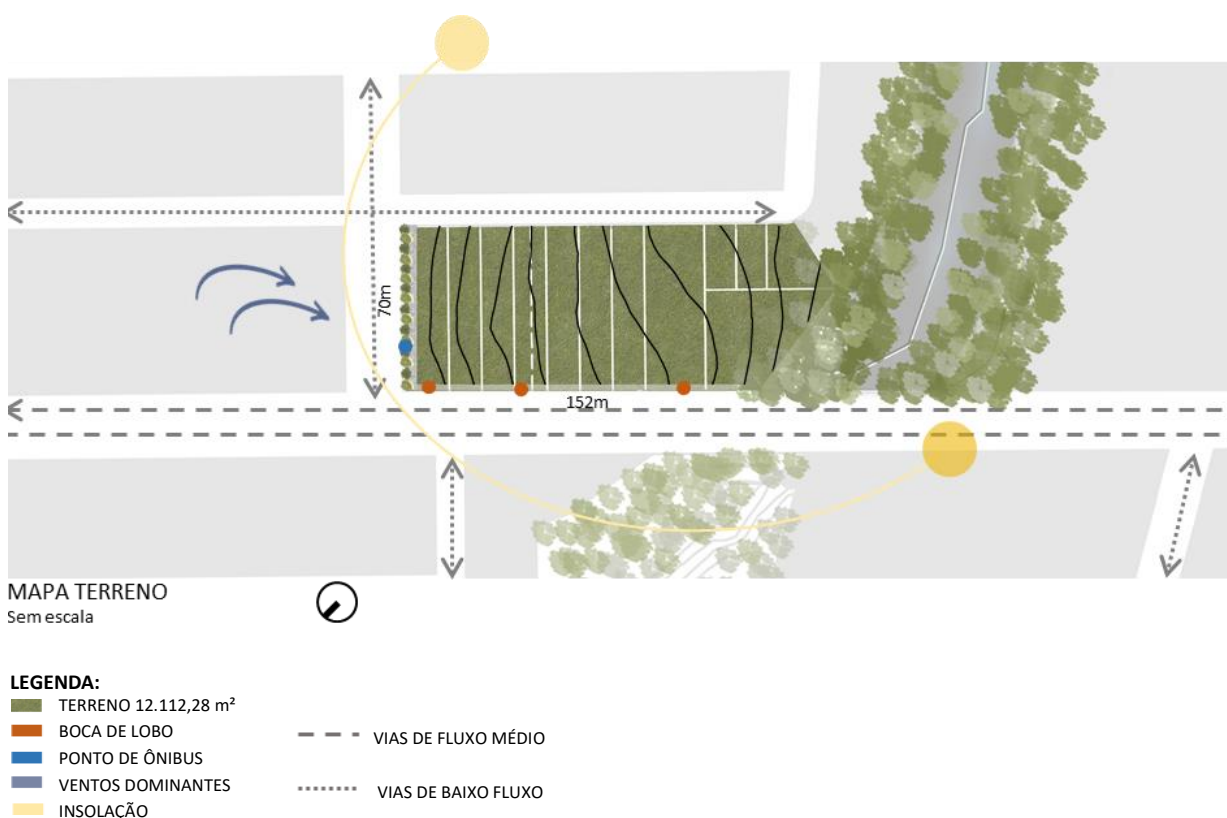 70m
152m
MAPA TERRENO
Sem escala
LEGENDA:
TERRENO 12.112,28 m²
BOCA DE LOBO
PONTO DE ÔNIBUS
VENTOS DOMINANTES
INSOLAÇÃO
VIAS DE FLUXO MÉDIO
VIAS DE BAIXO FLUXO